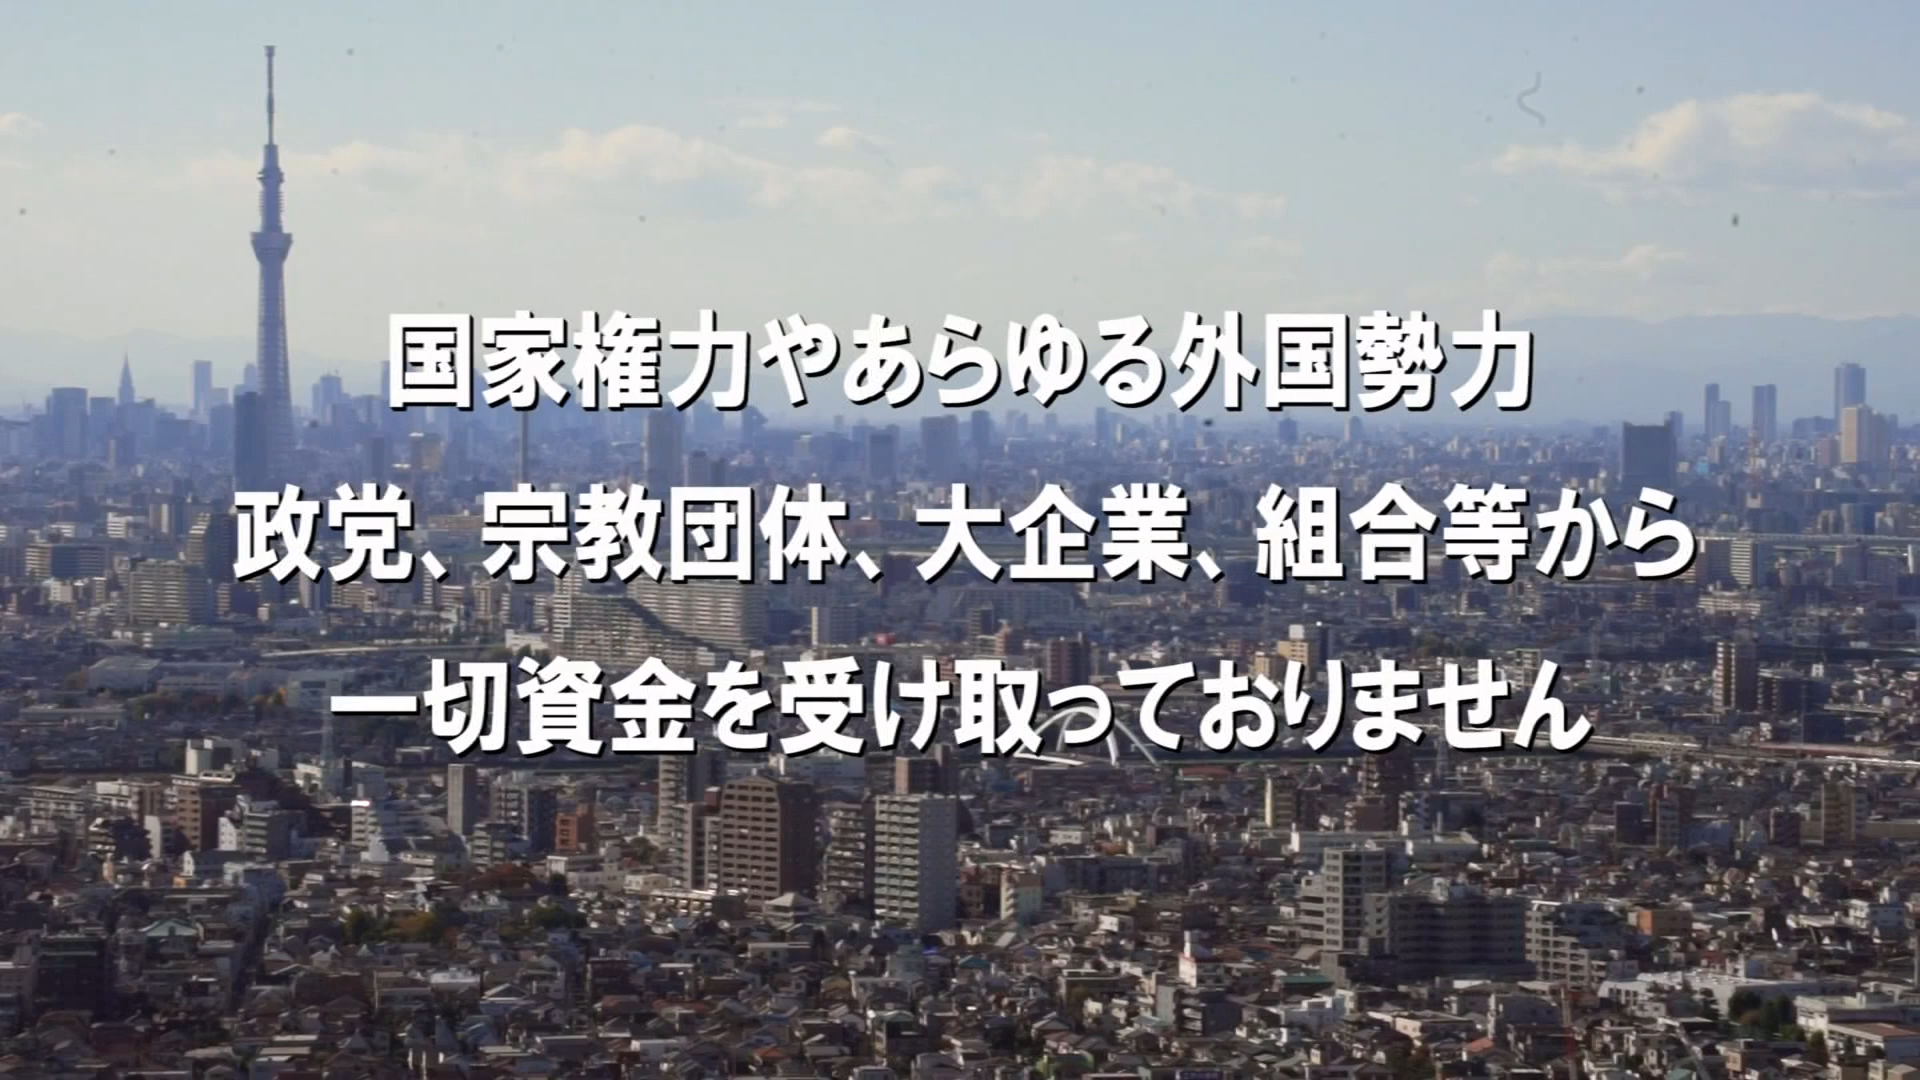 国家権力やあらゆる外国勢力
政党、宗教団体、大企業、組合等から
一切資金を受け取っておりません